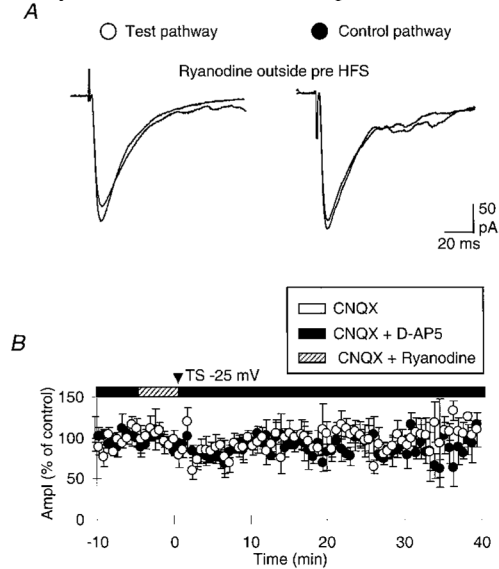 A
Test pathway
Control pathway
Ryanodine outside pre HFS
50
pA
20 ms
CNQX
CNQX + D-AP5
CNQX + Ryanodine
B
TS -25 mV
Ampl (% of control)
150
100
50
0
-10 0 10 20 30 40
Time (min)